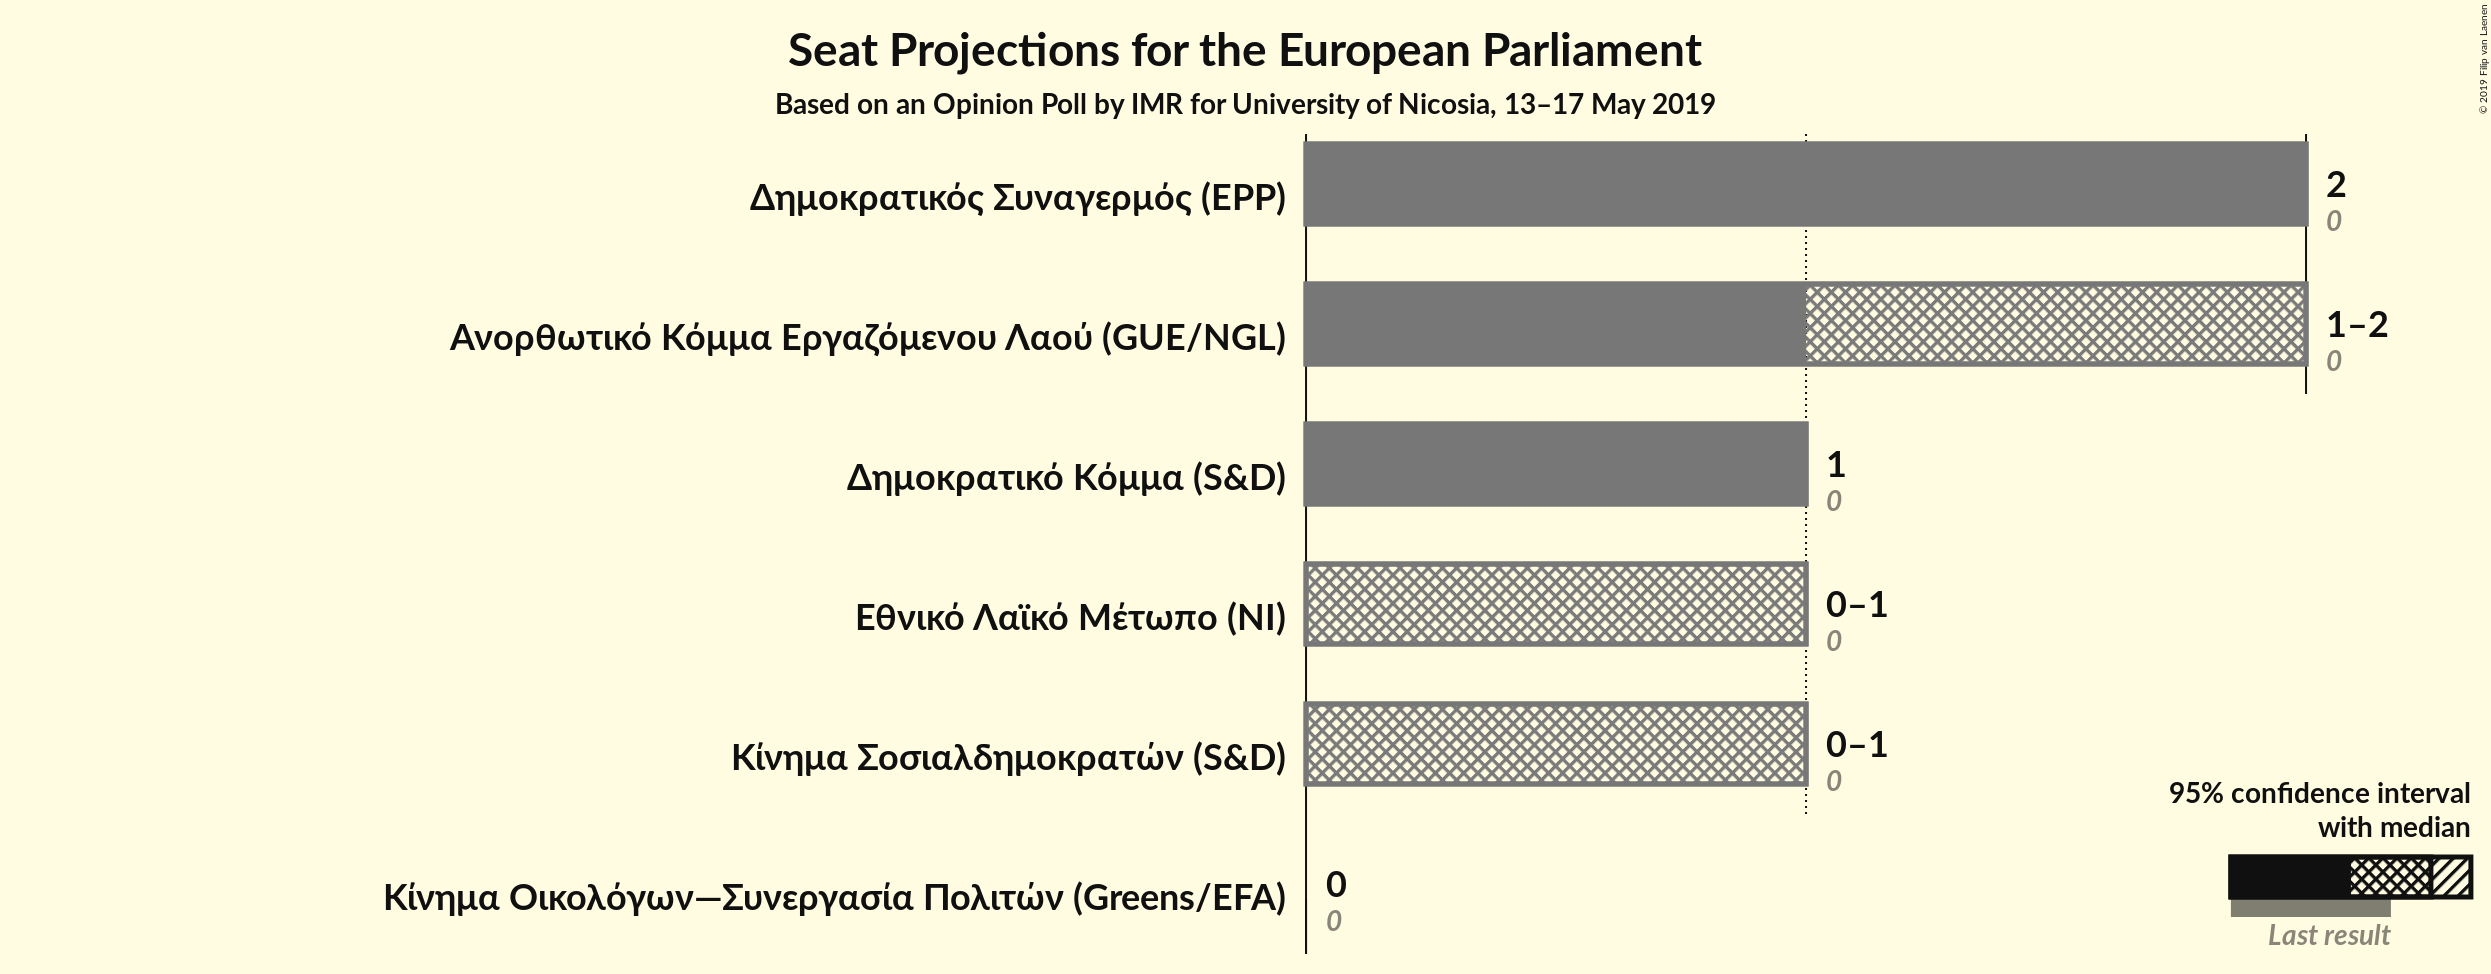 Seat Projections for the European Parliament
Based on an Opinion Poll by IMR for University of Nicosia, 13–17 May 2019
© 2019 Filip van Laenen
Δημοκρατικός Συναγερμός (EPP)
2
0
Ανορθωτικό Κόμμα Εργαζόμενου Λαού (GUE/NGL)
1–2
0
Δημοκρατικό Κόμμα (S&D)
1
0
Εθνικό Λαϊκό Μέτωπο (NI)
0–1
0
Κίνημα Σοσιαλδημοκρατών (S&D)
0–1
0
Κίνημα Οικολόγων—Συνεργασία Πολιτών (Greens/EFA)
0
0
95% confidence interval
with median
Last result